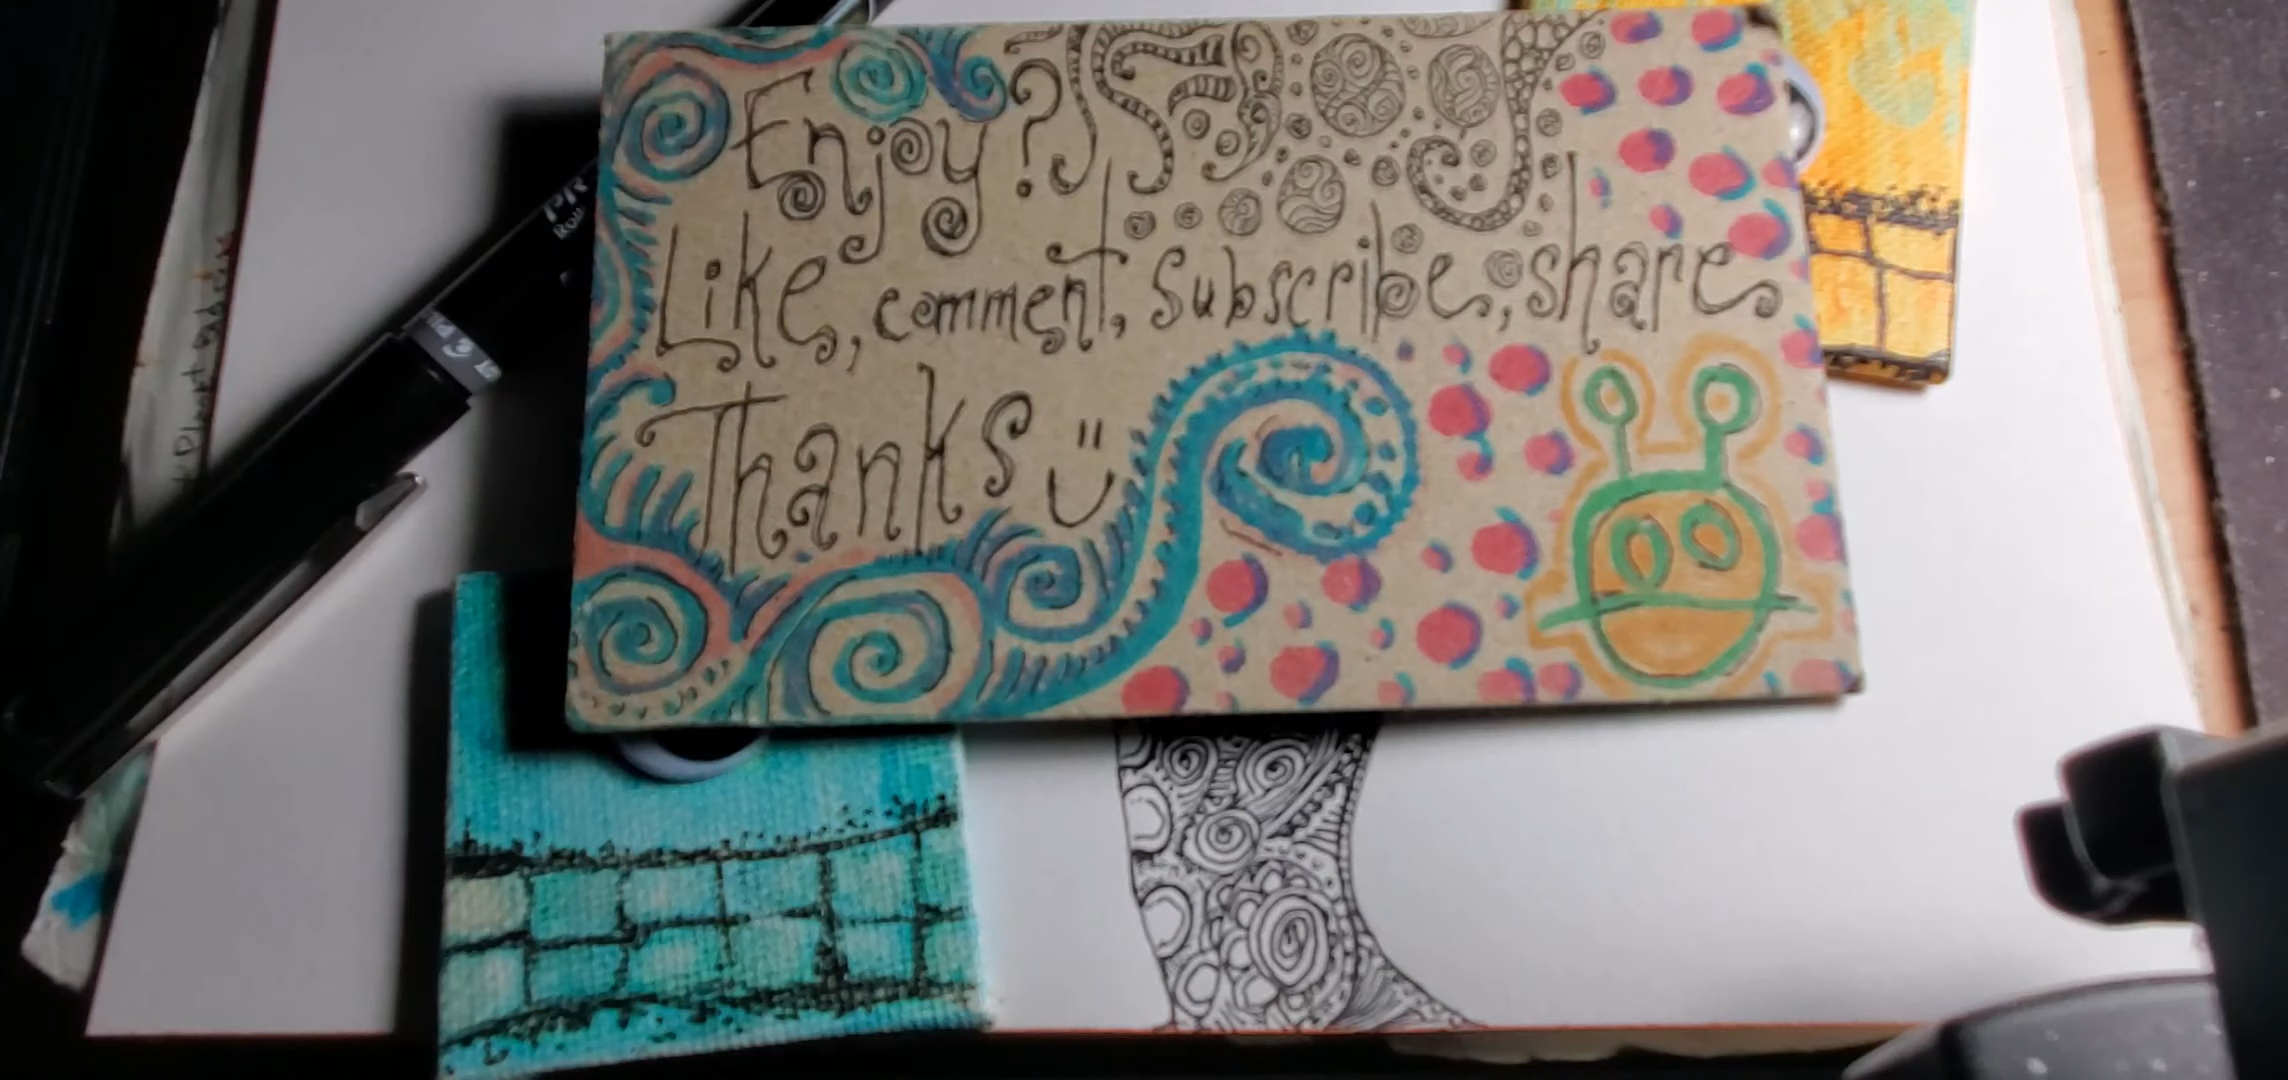 Enjoy?
Like, comment, Subscribe, share
Thanks